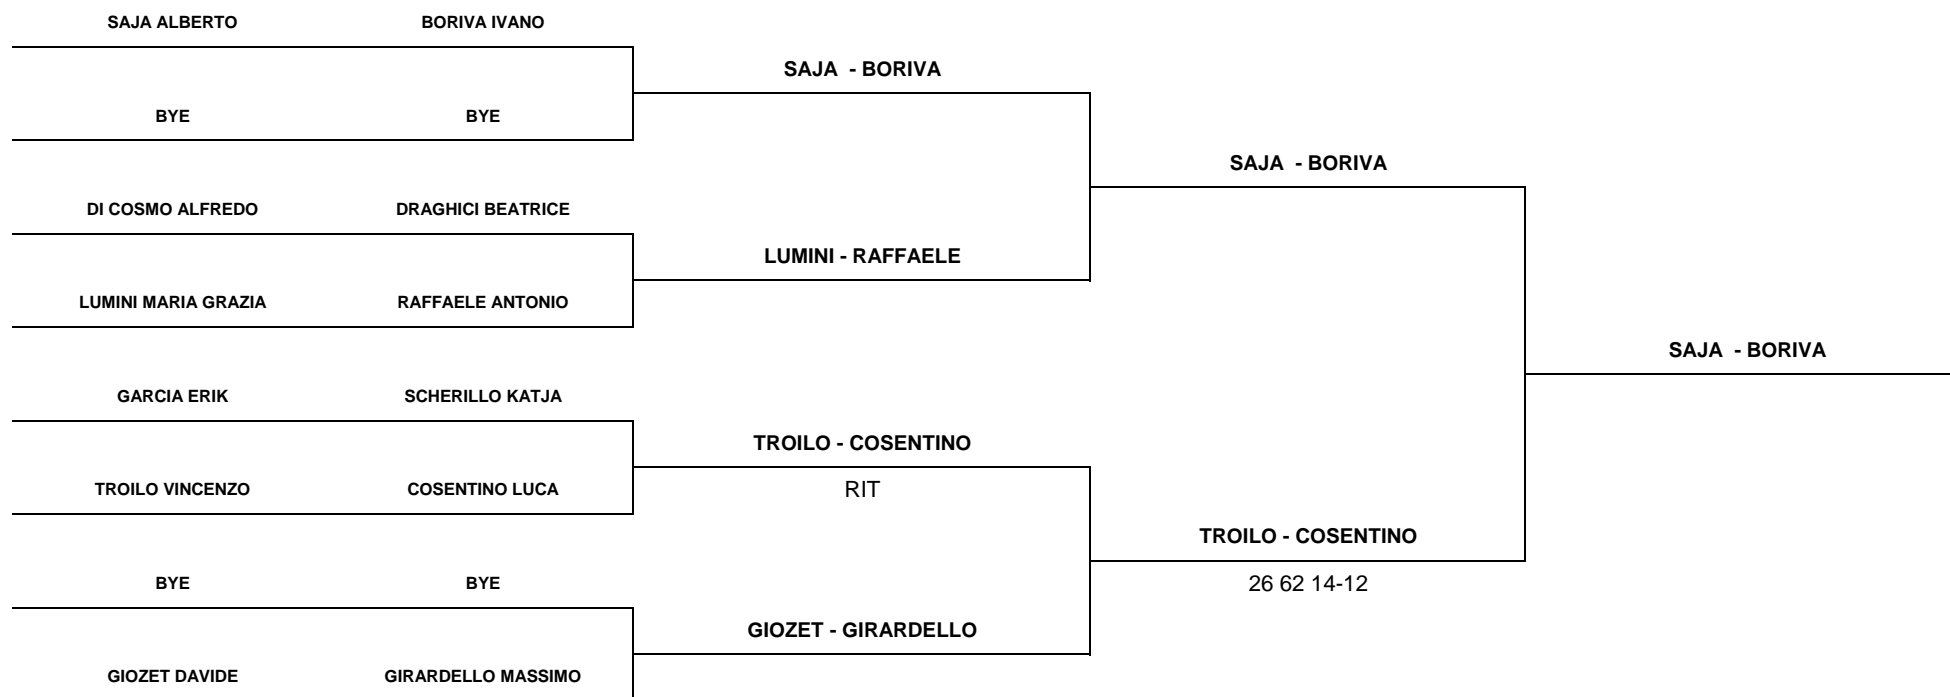 SAJA ALBERTO BORIVA IVANO
SAJA - BORIVA
BYE BYE
SAJA - BORIVA
DI COSMO ALFREDO DRAGHICI BEATRICE
LUMINI - RAFFAELE
LUMINI MARIA GRAZIA RAFFAELE ANTONIO
SAJA - BORIVA
GARCIA ERIK SCHERILLO KATJA
TROILO - COSENTINO
TROILO VINCENZO COSENTINO LUCA
RIT
TROILO - COSENTINO
BYE BYE
26 62 14-12
GIOZET - GIRARDELLO
GIOZET DAVIDE GIRARDELLO MASSIMO